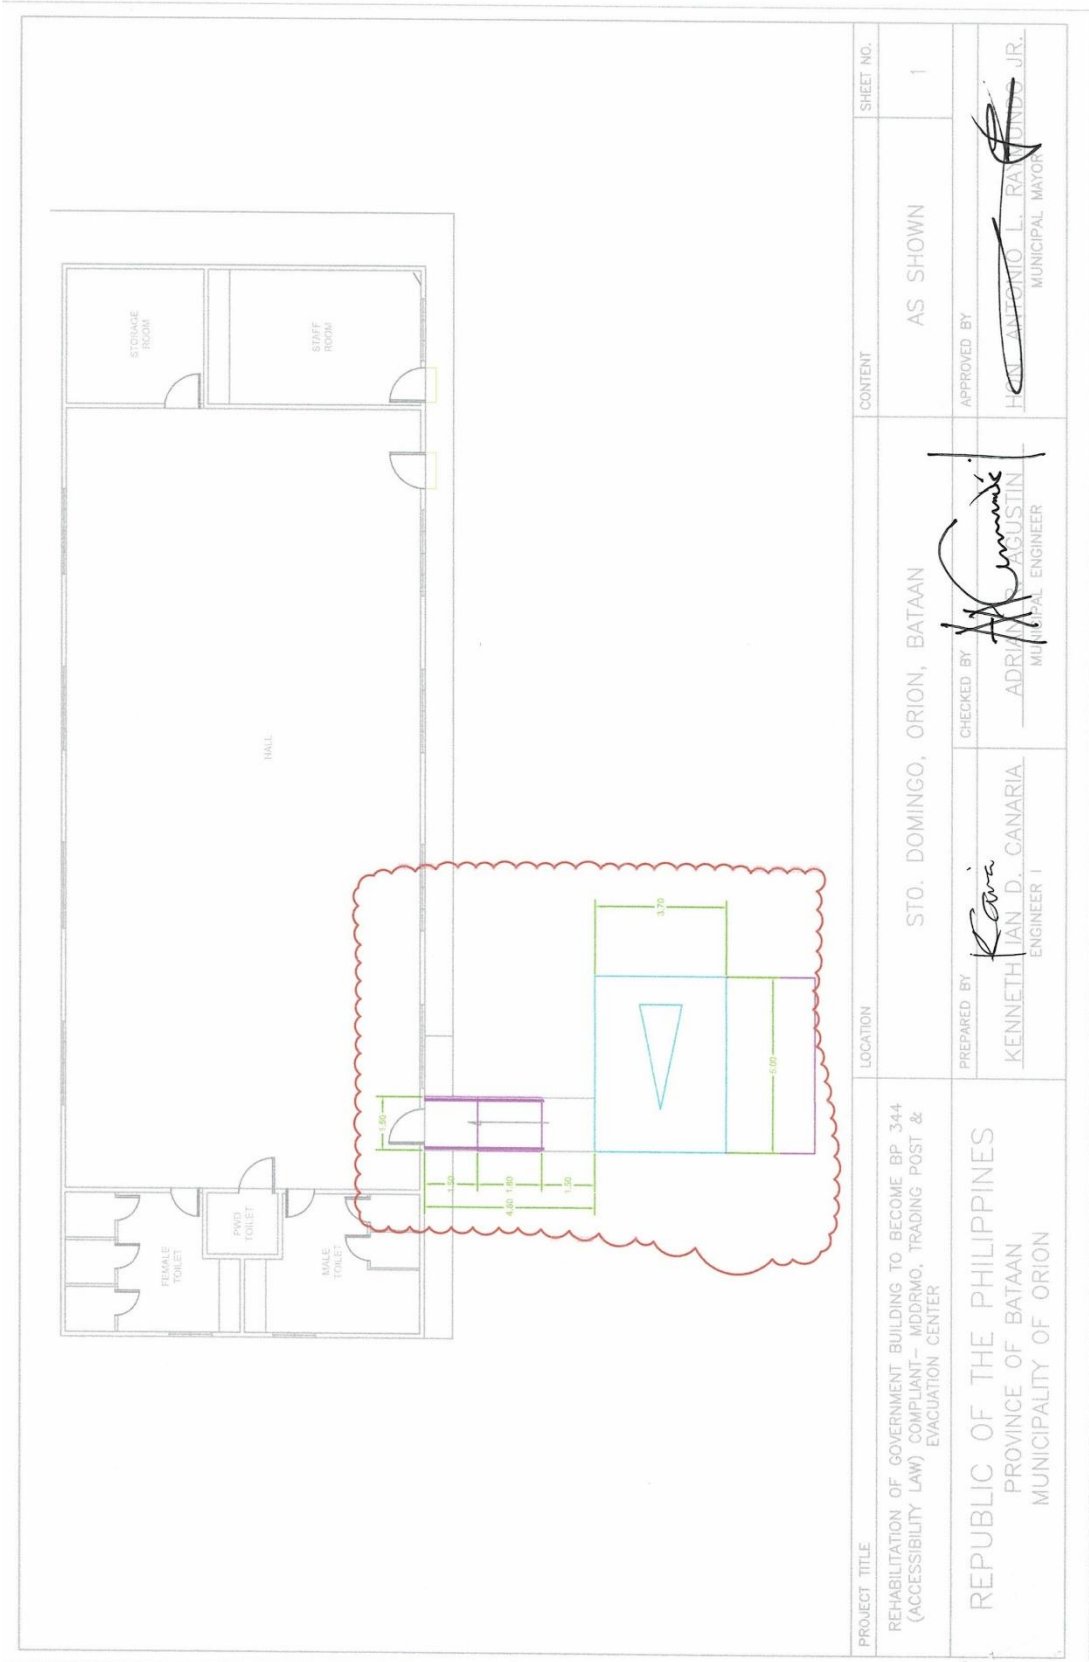 STORAGE
ROOM
STAFF
ROOM
HALL
FEMALE
TOILET
PWD
TOILET
MALE
TOILET
1.50
1.50
1.80
1.50
4.80
3.70
5.00
PROJECT TITLE
REHABILITATION OF GOVERNMENT BUILDING TO BECOME BP 344
(ACCESSIBILITY LAW) COMPLIANT- MDDRMO, TRADING POST &
EVACUATION CENTER
LOCATION
STO. DOMINGO, ORION, BATAAN
CONTENT
AS SHOWN
SHEET NO.
1
REPUBLIC OF THE PHILIPPINES
PROVINCE OF BATAAN
MUNICIPALITY OF ORION
PREPARED BY
KENNETH IAN D. CANARIA
ENGINEER I
CHECKED BY
ADRIAN AGUSTIN
MUNICIPAL ENGINEER
APPROVED BY
HON. ANTONIO L. RAYMUNDO JR.
MUNICIPAL MAYOR